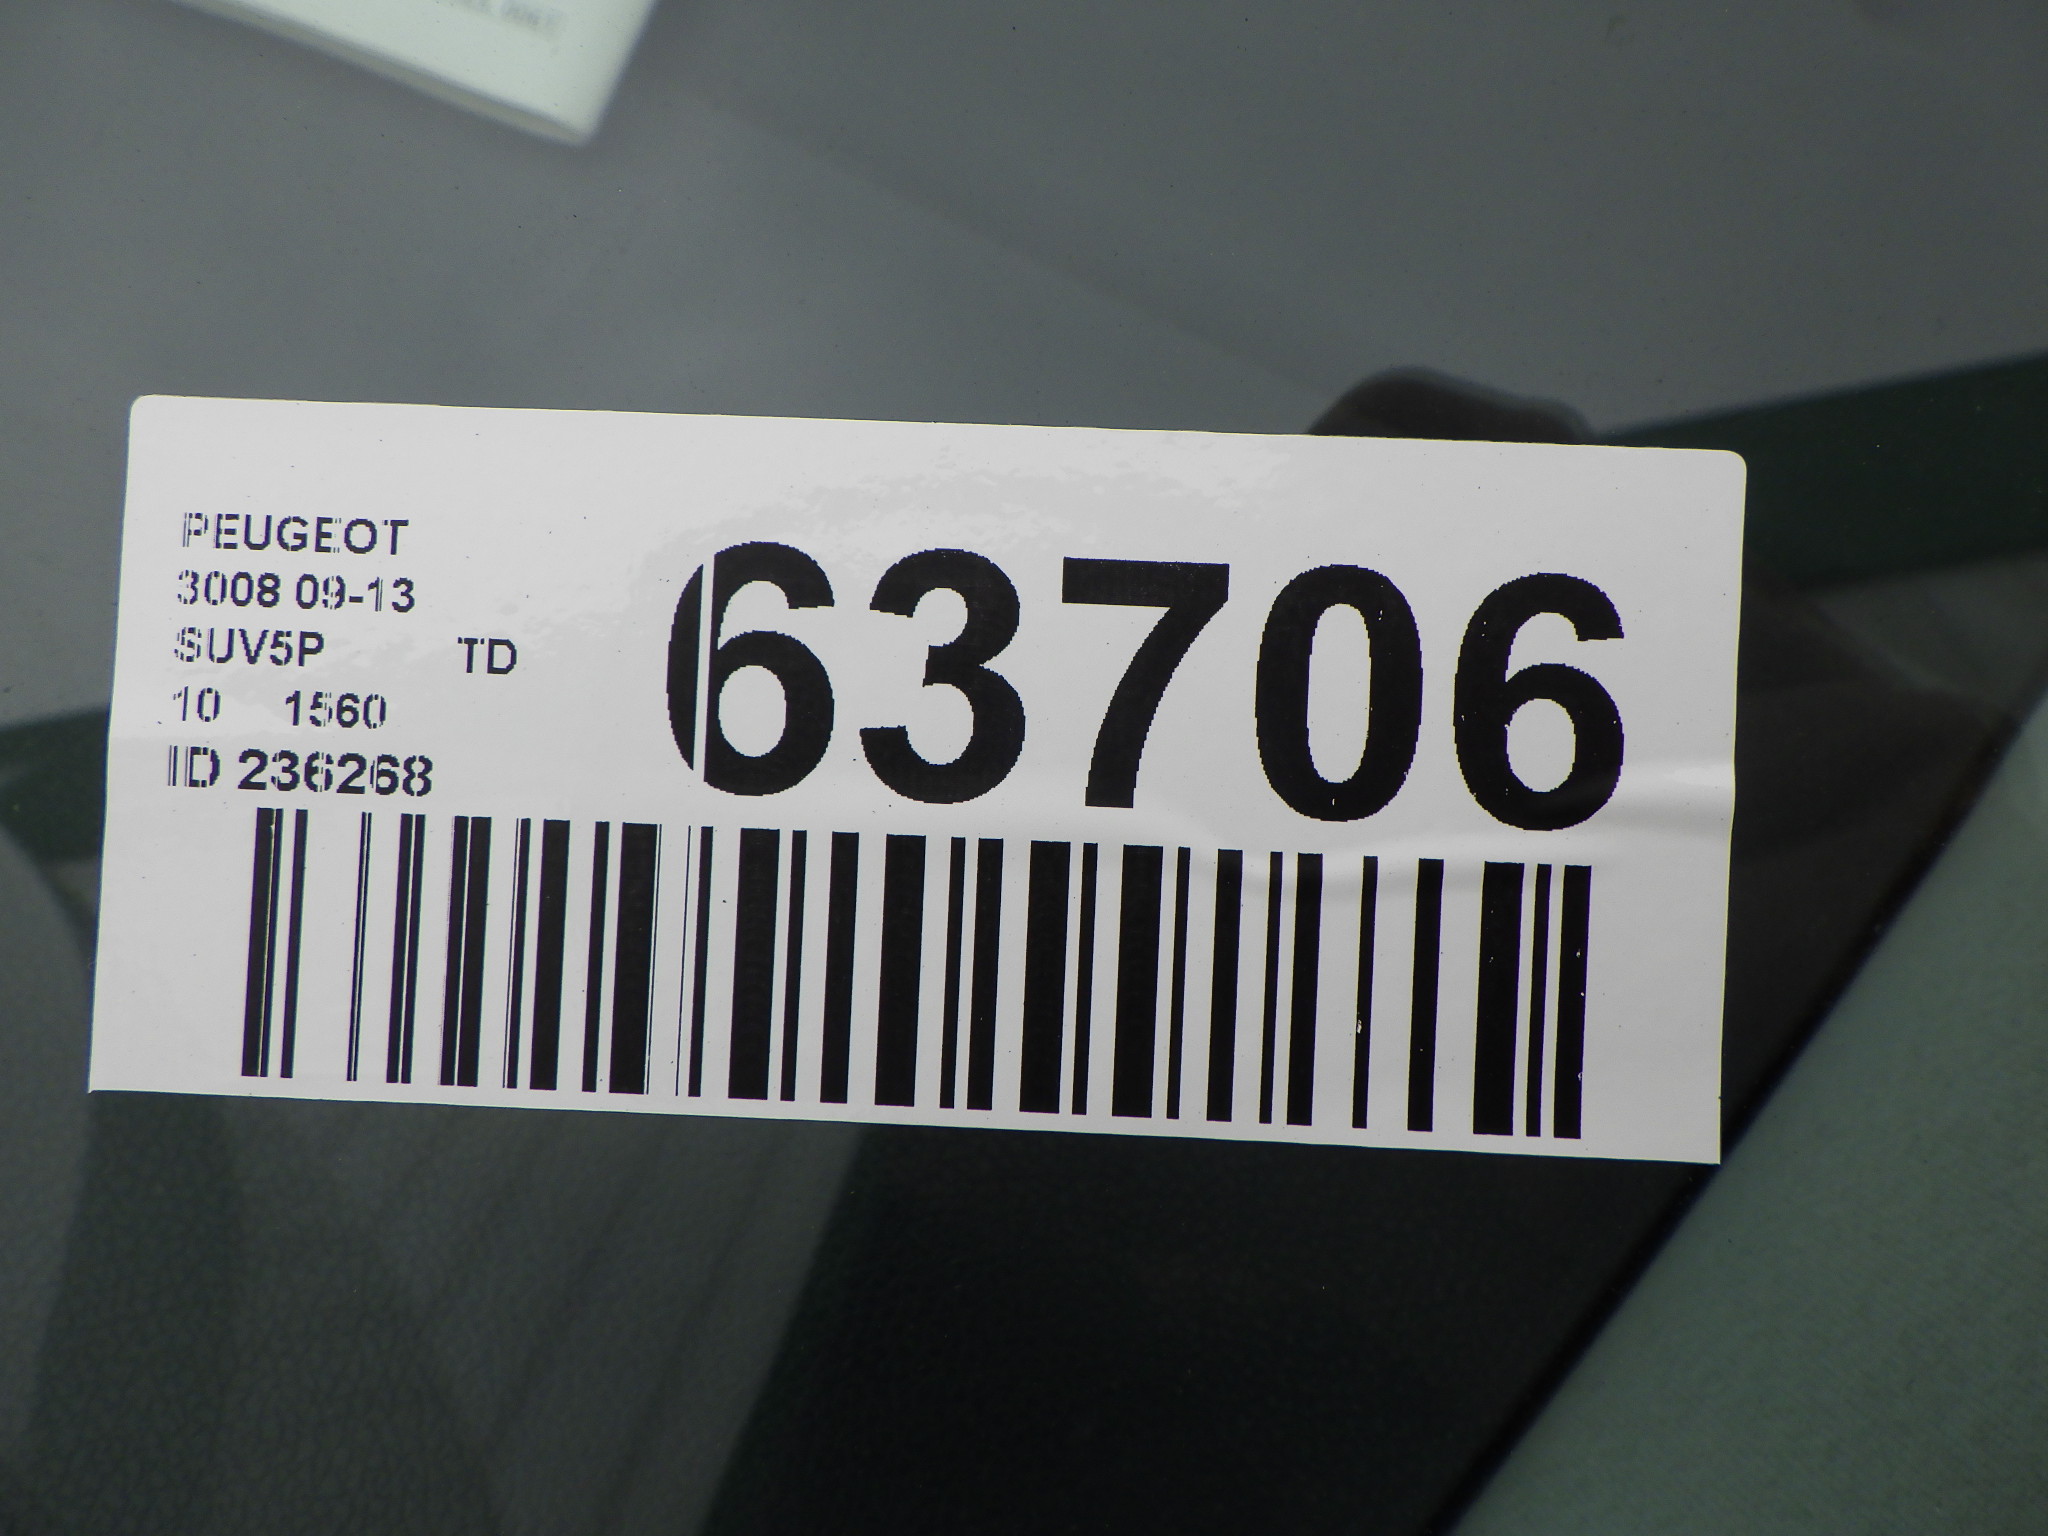 PEUGEOT
3008 09-13
SUV5P TD
10 1560
ID 236268
63706